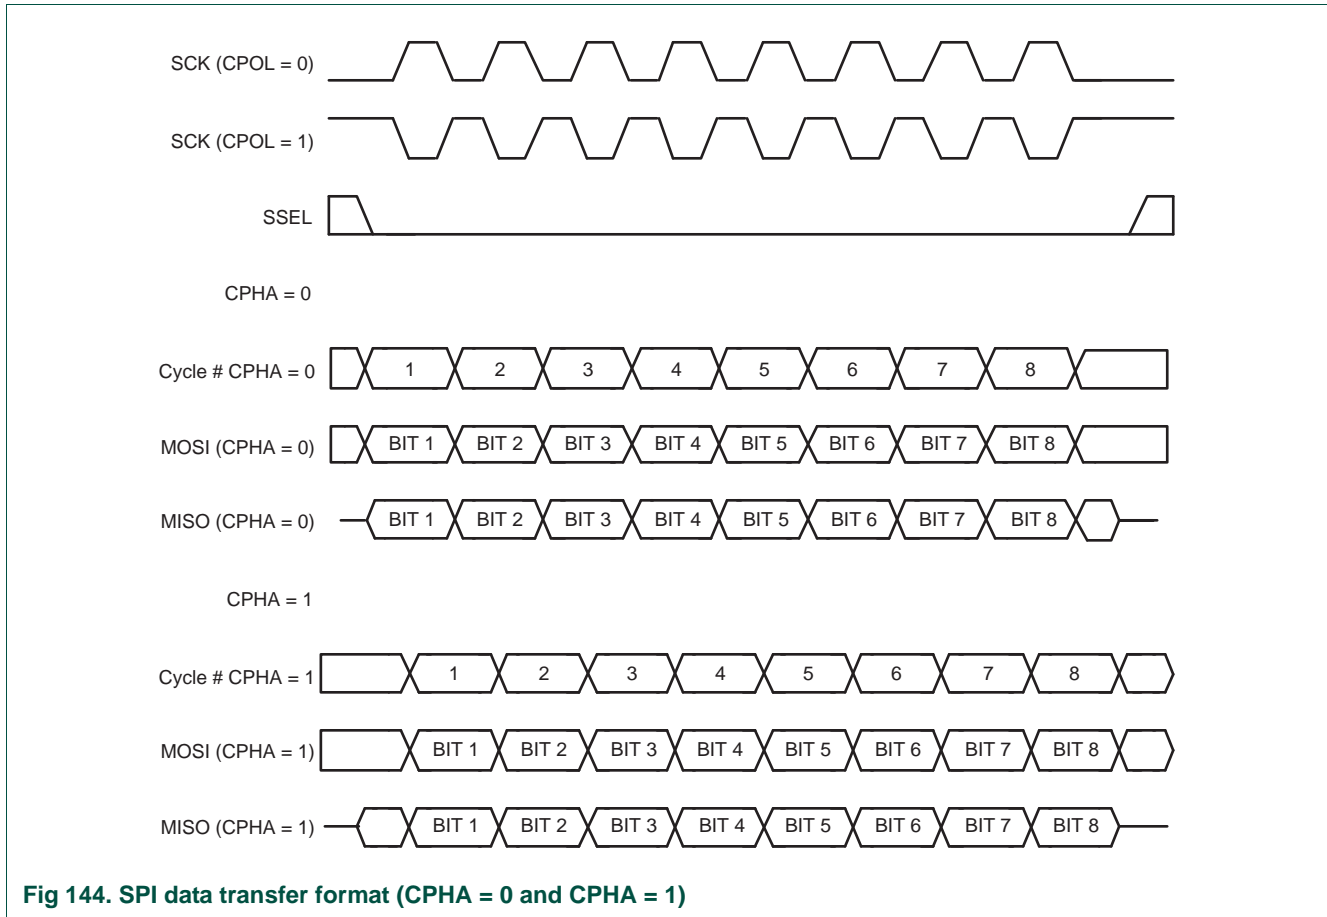 SCK (CPOL = 0)
SCK (CPOL = 1)
SSEL
CPHA = 0
Cycle # CPHA = 0 1 2 3 4 5 6 7 8
MOSI (CPHA = 0) BIT 1 BIT 2 BIT 3 BIT 4 BIT 5 BIT 6 BIT 7 BIT 8
MISO (CPHA = 0) BIT 1 BIT 2 BIT 3 BIT 4 BIT 5 BIT 6 BIT 7 BIT 8
CPHA = 1
Cycle # CPHA = 1 1 2 3 4 5 6 7 8
MOSI (CPHA = 1) BIT 1 BIT 2 BIT 3 BIT 4 BIT 5 BIT 6 BIT 7 BIT 8
MISO (CPHA = 1) BIT 1 BIT 2 BIT 3 BIT 4 BIT 5 BIT 6 BIT 7 BIT 8
Fig 144. SPI data transfer format (CPHA = 0 and CPHA = 1)